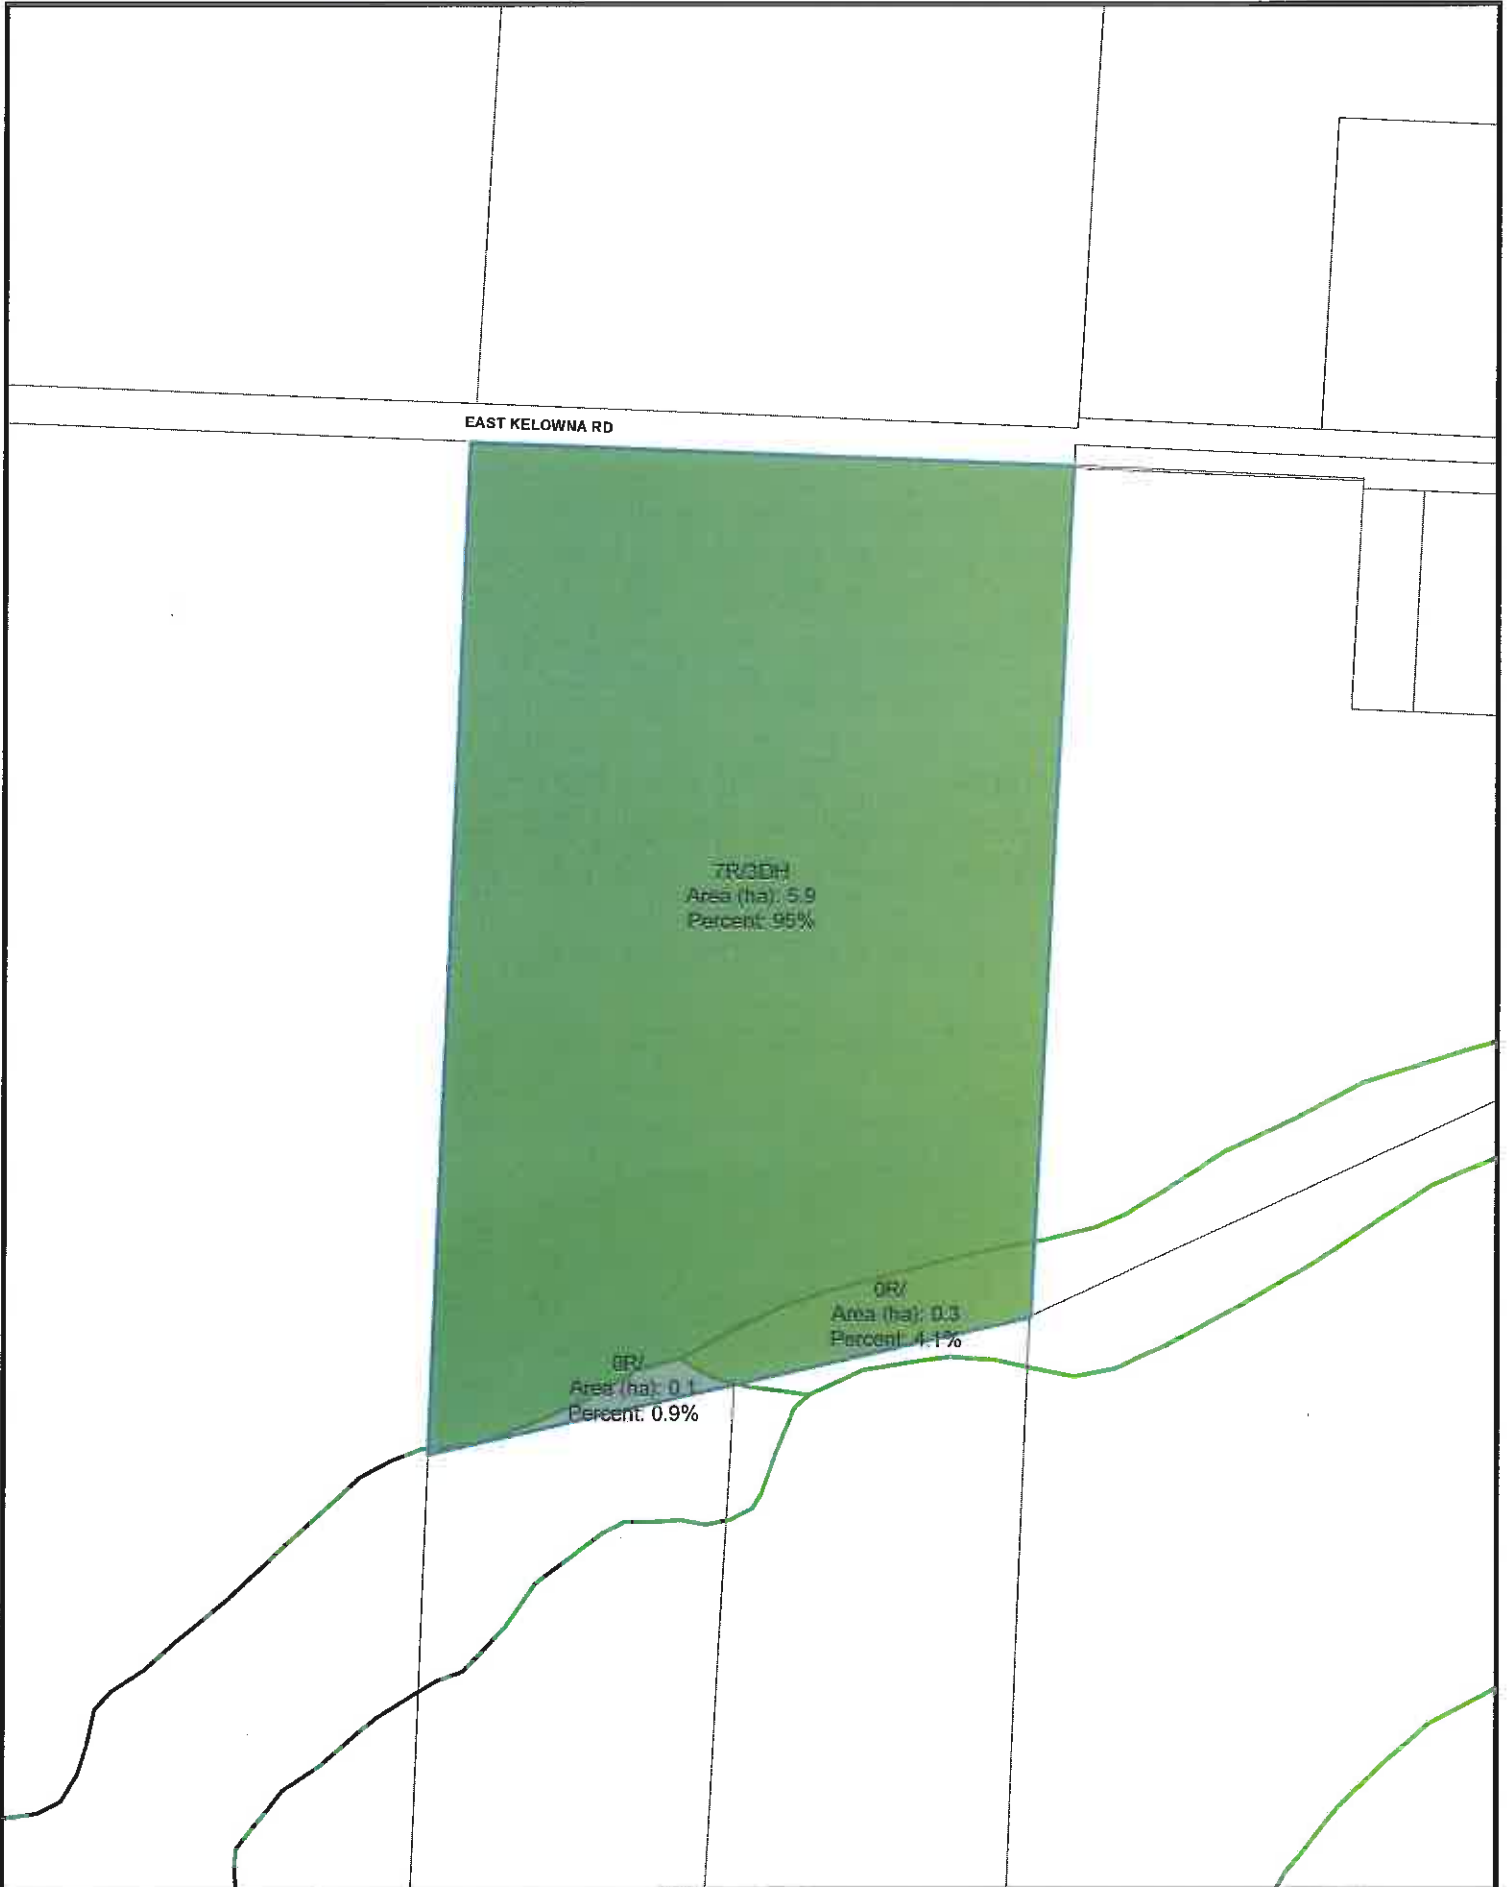 EAST KELOWNA RD
7R/3DH
Area (ha): 5.9
Percent: 95%
0R/
Area (ha): 0.3
Percent: 4.1%
0R/
Area (ha): 0.1
Percent: 0.9%